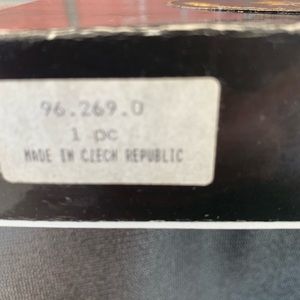 96.269.0
1 pc
MADE IN CZECH REPUBLIC